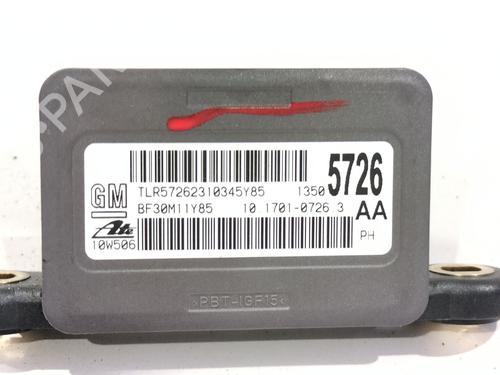 GM
TLR57262310345Y85 1350 5726
BF30M11Y85 10 1701-0726 3 AA
Ate
10W506 PH
>PBT-IGF15<